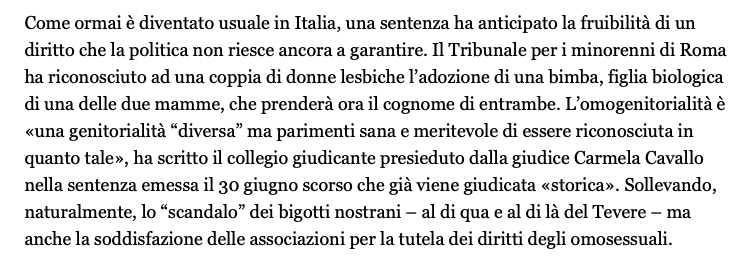 Come ormai è diventato usuale in Italia, una sentenza ha anticipato la fruibilità di un
diritto che la politica non riesce ancora a garantire. Il Tribunale per i minorenni di Roma
ha riconosciuto ad una coppia di donne lesbiche l’adozione di una bimba, figlia biologica
di una delle due mamme, che prenderà ora il cognome di entrambe. L’omogenitorialità è
«una genitorialità “diversa” ma parimenti sana e meritevole di essere riconosciuta in
quanto tale», ha scritto il collegio giudicante presieduto dalla giudice Carmela Cavallo
nella sentenza emessa il 30 giugno scorso che già viene giudicata «storica». Sollevando,
naturalmente, lo “scandalo” dei bigotti nostrani – al di qua e al di là del Tevere – ma
anche la soddisfazione delle associazioni per la tutela dei diritti degli omosessuali.